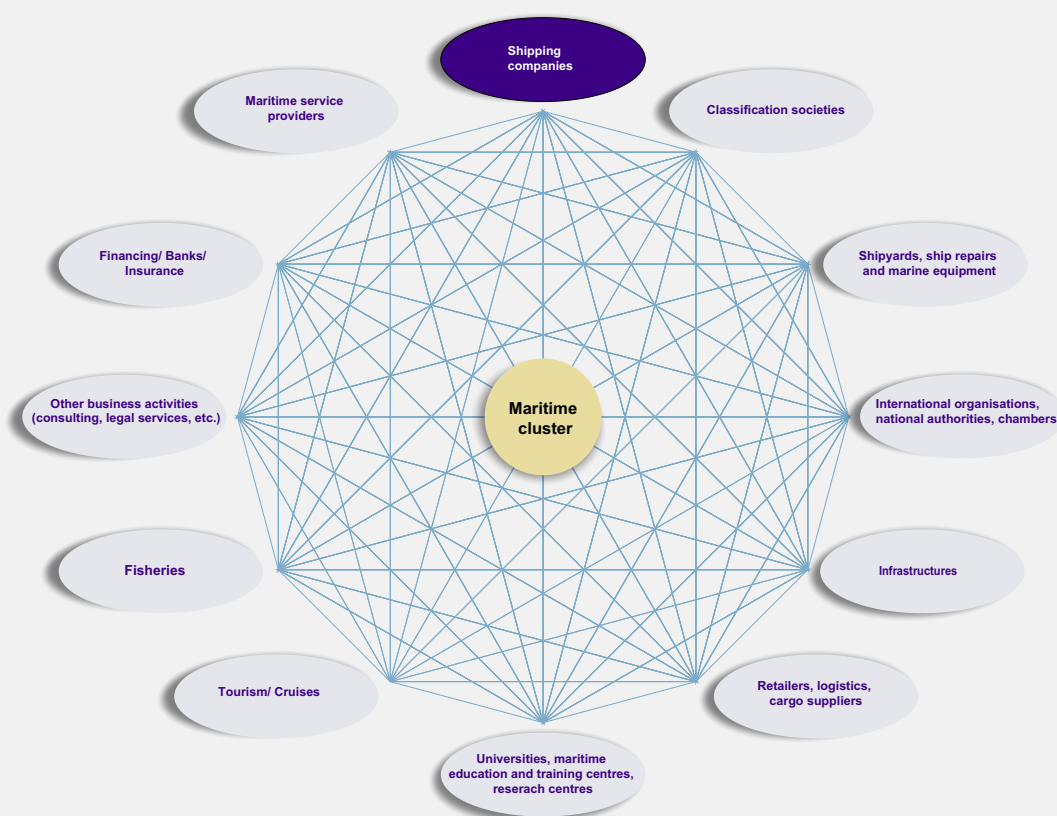 Shipping
companies
Maritime service
providers
Classification societies
Financing/ Banks/
Insurance
Shipyards, ship repairs
and marine equipment
Other business activities
(consulting, legal services, etc.)
Maritime
cluster
International organisations,
national authorities, chambers
Fisheries
Infrastructures
Tourism/ Cruises
Retailers, logistics,
cargo suppliers
Universities, maritime
education and training centres,
reserach centres